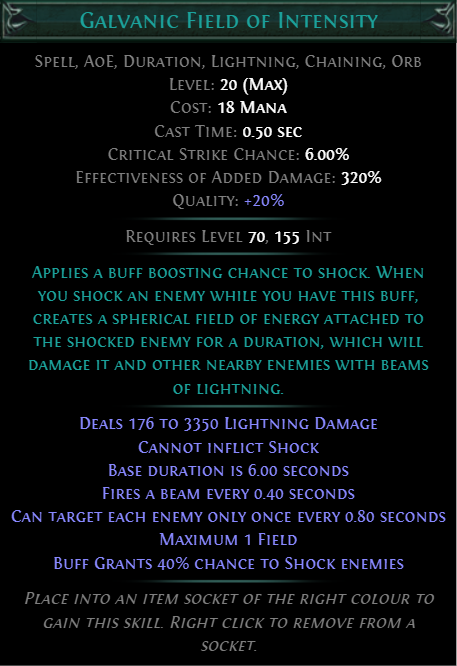 Galvanic Field of Intensity
Spell, AoE, Duration, Lightning, Chaining, Orb
Level: 20 (Max)
Cost: 18 Mana
Cast Time: 0.50 sec
Critical Strike Chance: 6.00%
Effectiveness of Added Damage: 320%
Quality: +20%
Requires Level 70, 155 Int
Applies a buff boosting chance to shock. When
you shock an enemy while you have this buff,
creates a spherical field of energy attached to
the shocked enemy for a duration, which will
damage it and other nearby enemies with beams
of lightning.
Deals 176 to 3350 Lightning Damage
Cannot inflict Shock
Base duration is 6.00 seconds
Fires a beam every 0.40 seconds
Can target each enemy only once every 0.80 seconds
Maximum 1 Field
Buff Grants 40% chance to Shock enemies
Place into an item socket of the right colour to
gain this skill. Right click to remove from a
socket.